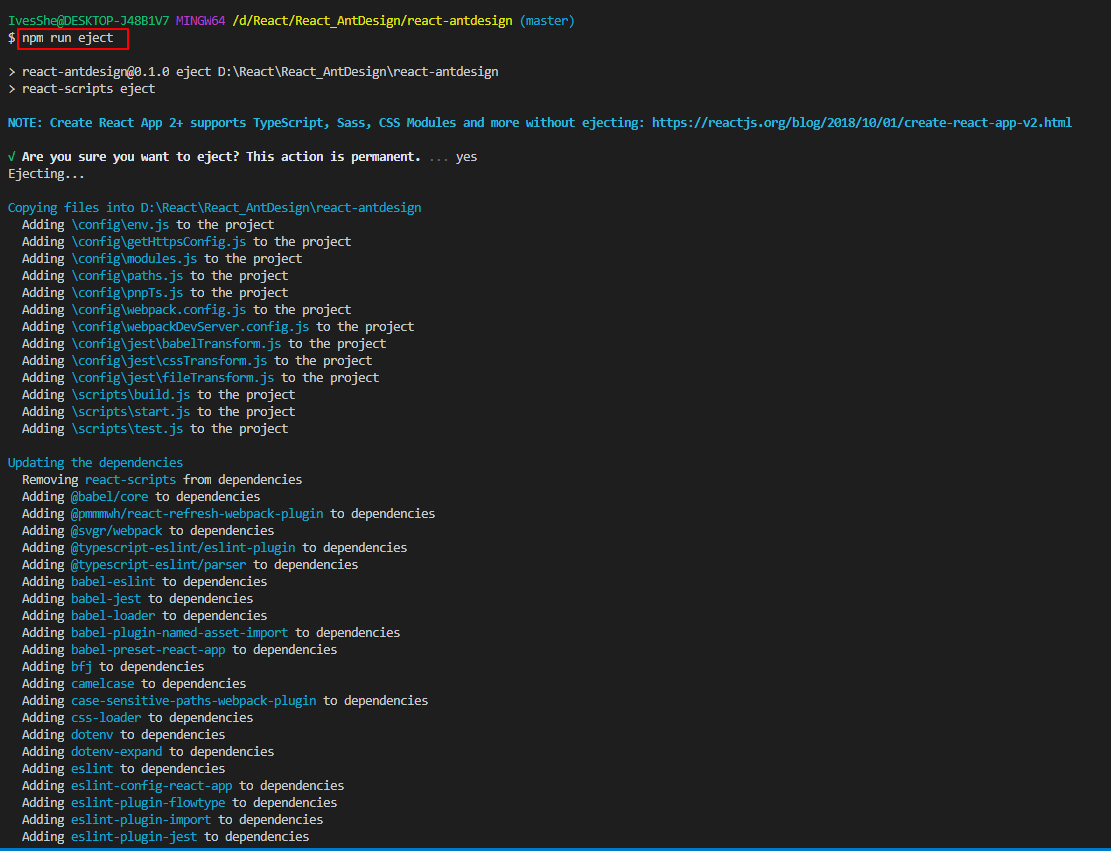 IvesShe@DESKTOP-J48B1V7 MINGW64 /d/React/React_AntDesign/react-antdesign (master)
$ npm run eject
> react-antdesign@0.1.0 eject D:\React\React_AntDesign\react-antdesign
> react-scripts eject
NOTE: Create React App 2+ supports TypeScript, Sass, CSS Modules and more without ejecting: https://reactjs.org/blog/2018/10/01/create-react-app-v2.html
√ Are you sure you want to eject? This action is permanent. ... yes
Ejecting...
Copying files into D:\React\React_AntDesign\react-antdesign
Adding \config\env.js to the project
Adding \config\getHttpsConfig.js to the project
Adding \config\modules.js to the project
Adding \config\paths.js to the project
Adding \config\pnpTs.js to the project
Adding \config\webpack.config.js to the project
Adding \config\webpackDevServer.config.js to the project
Adding \config\jest\babelTransform.js to the project
Adding \config\jest\cssTransform.js to the project
Adding \config\jest\fileTransform.js to the project
Adding \scripts\build.js to the project
Adding \scripts\start.js to the project
Adding \scripts\test.js to the project
Updating the dependencies
Removing react-scripts from dependencies
Adding @babel/core to dependencies
Adding @pmmmwh/react-refresh-webpack-plugin to dependencies
Adding @svgr/webpack to dependencies
Adding @typescript-eslint/eslint-plugin to dependencies
Adding @typescript-eslint/parser to dependencies
Adding babel-eslint to dependencies
Adding babel-jest to dependencies
Adding babel-loader to dependencies
Adding babel-plugin-named-asset-import to dependencies
Adding babel-preset-react-app to dependencies
Adding bfj to dependencies
Adding camelcase to dependencies
Adding case-sensitive-paths-webpack-plugin to dependencies
Adding css-loader to dependencies
Adding dotenv to dependencies
Adding dotenv-expand to dependencies
Adding eslint to dependencies
Adding eslint-config-react-app to dependencies
Adding eslint-plugin-flowtype to dependencies
Adding eslint-plugin-import to dependencies
Adding eslint-plugin-jest to dependencies